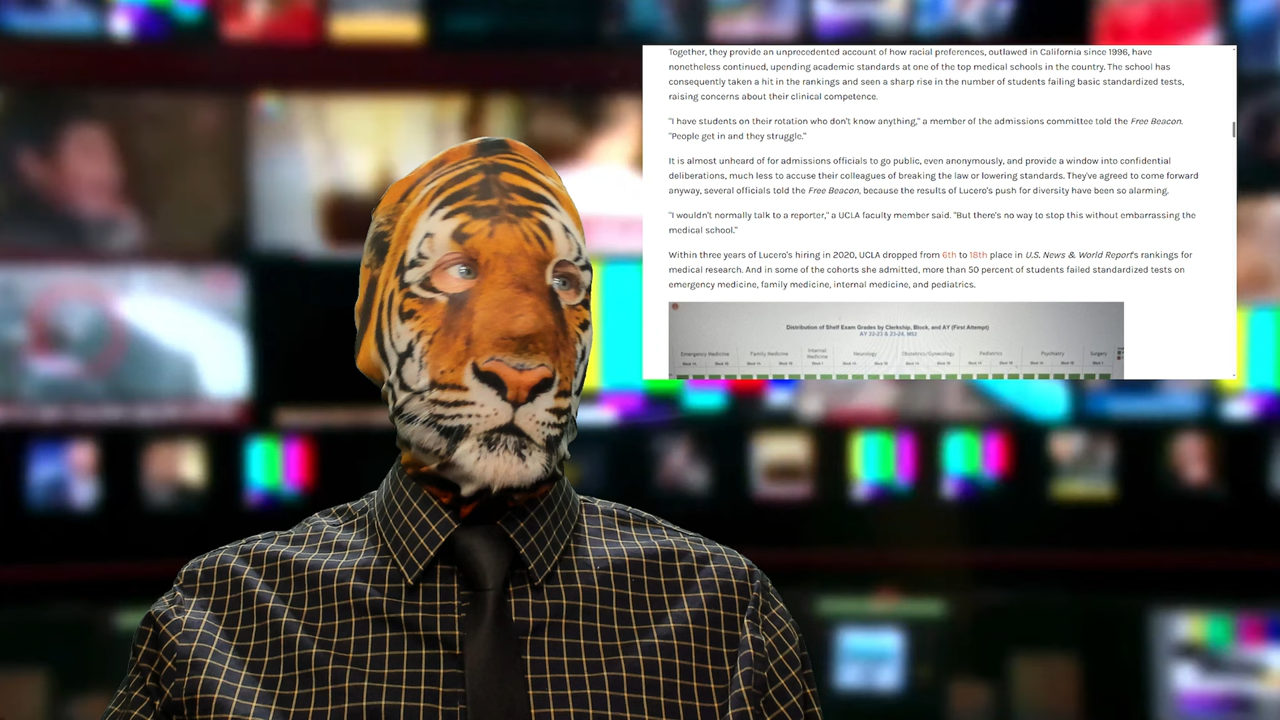 Together, they provide an unprecedented account of how racial preferences, outlawed in California since 1996, have
nonetheless continued, upending academic standards at one of the top medical schools in the country. The school has
consequently taken a hit in the rankings and seen a sharp rise in the number of students failing basic standardized tests,
raising concerns about their clinical competence.
"I have students on their rotation who don't know anything," a member of the admissions committee told the Free Beacon.
"People get in and they struggle."
It is almost unheard of for admissions officials to go public, even anonymously, and provide a window into confidential
deliberations, much less to accuse their colleagues of breaking the law or lowering standards. They've agreed to come forward
anyway, several officials told the Free Beacon, because the results of Lucero's push for diversity have been so alarming.
"I wouldn't normally talk to a reporter," a UCLA faculty member said. "But there's no way to stop this without embarrassing the
medical school."
Within three years of Lucero's hiring in 2020, UCLA dropped from 6th to 18th place in U.S. News & World Report's rankings for
medical research. And in some of the cohorts she admitted, more than 50 percent of students failed standardized tests on
emergency medicine, family medicine, internal medicine, and pediatrics.
Distribution of Shelf Exam Grades by Clerkship, Block, and AY (First Attempt)
AY 22-23 & 23-24, MS2
Emergency Medicine Family Medicine Internal Medicine Neurology Obstetrics/Gynecology Pediatrics Psychiatry Surgery